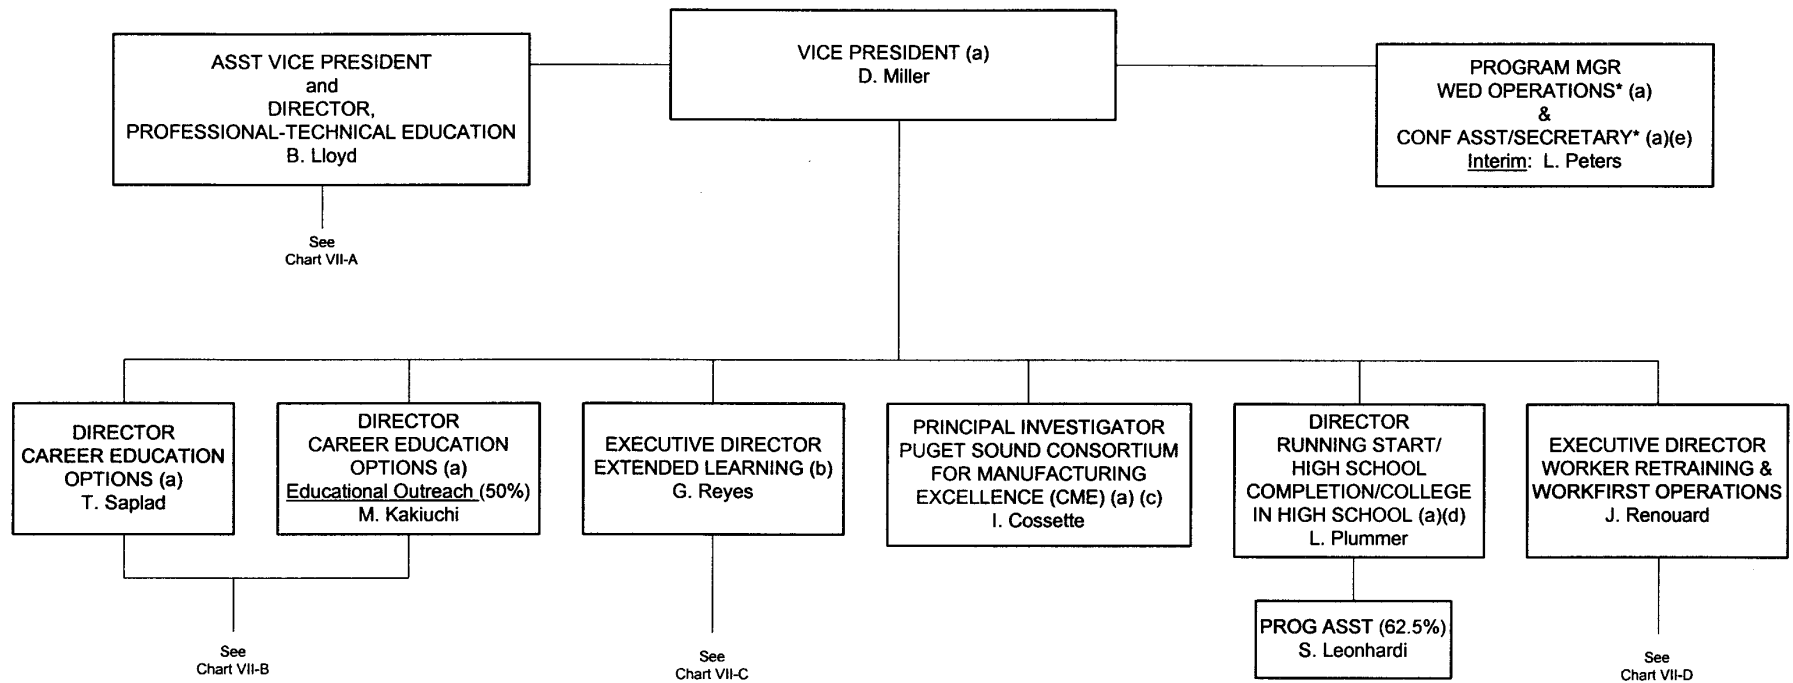 VICE PRESIDENT (a)
D. Miller
ASST VICE PRESIDENT
and
DIRECTOR,
PROFESSIONAL-TECHNICAL EDUCATION
B. Lloyd
See
Chart VII-A
PROGRAM MGR
WED OPERATIONS* (a)
&
CONF ASST/SECRETARY* (a)(e)
Interim: L. Peters
DIRECTOR
CAREER EDUCATION
OPTIONS (a)
T. Saplad
DIRECTOR
CAREER EDUCATION
OPTIONS (a)
Educational Outreach (50%)
M. Kakiuchi
See
Chart VII-B
EXECUTIVE DIRECTOR
EXTENDED LEARNING (b)
G. Reyes
See
Chart VII-C
PRINCIPAL INVESTIGATOR
PUGET SOUND CONSORTIUM
FOR MANUFACTURING
EXCELLENCE (CME) (a) (c)
I. Cossette
DIRECTOR
RUNNING START/
HIGH SCHOOL
COMPLETION/COLLEGE
IN HIGH SCHOOL (a)(d)
L. Plummer
PROG ASST (62.5%)
S. Leonhardi
EXECUTIVE DIRECTOR
WORKER RETRAINING &
WORKFIRST OPERATIONS
J. Renouard
See
Chart VII-D